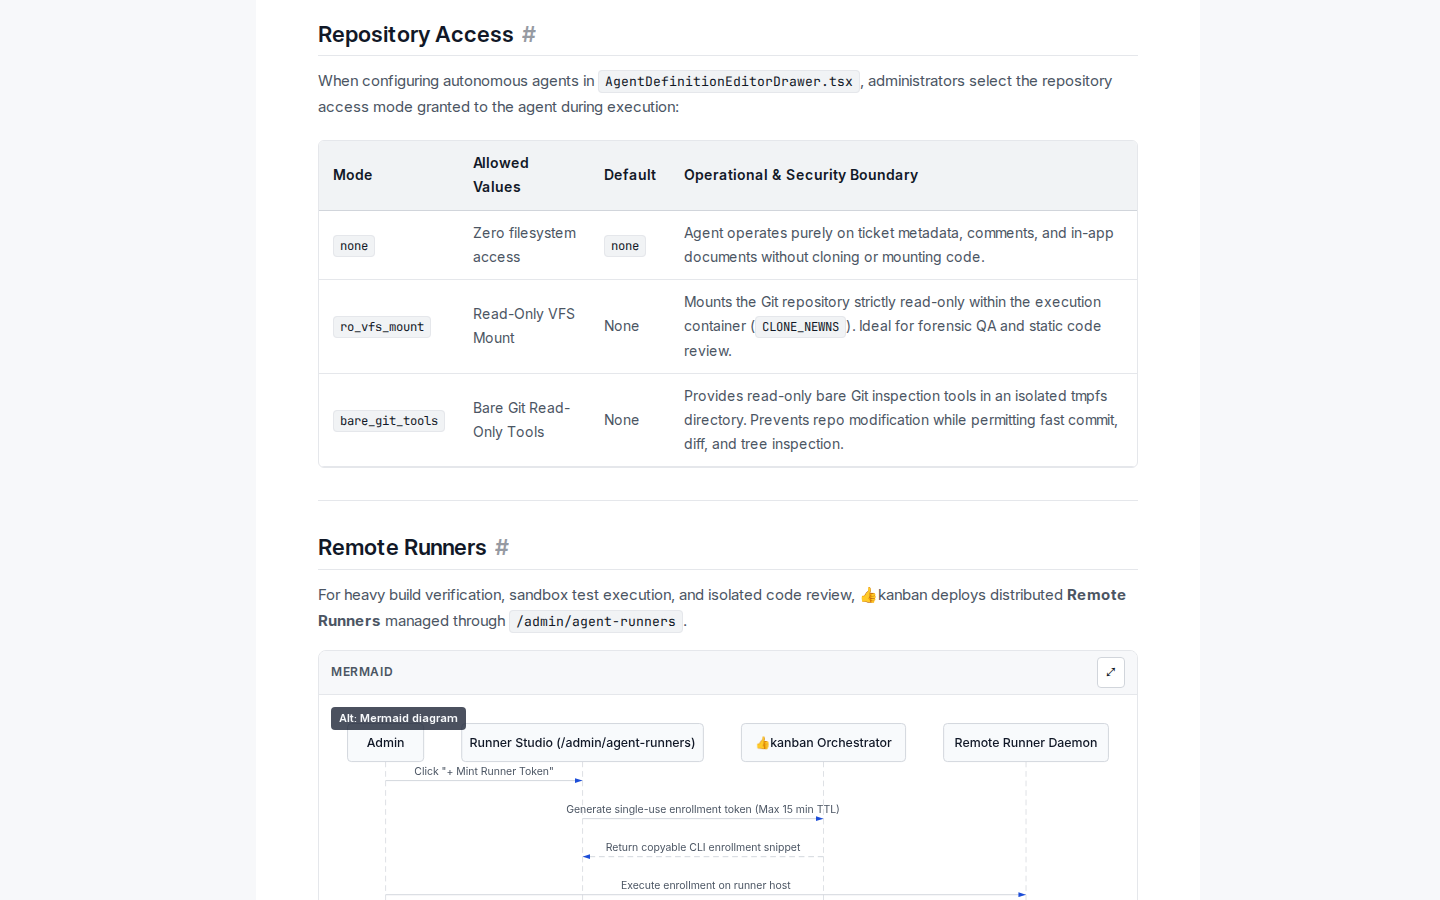 Repository Access #
When configuring autonomous agents in AgentDefinitionEditorDrawer.tsx, administrators select the repository
access mode granted to the agent during execution:
Mode
Allowed
Values
Default
Operational & Security Boundary
none
Zero filesystem
access
none
Agent operates purely on ticket metadata, comments, and in-app
documents without cloning or mounting code.
ro_vfs_mount
Read-Only VFS
Mount
None
Mounts the Git repository strictly read-only within the execution
container (CLONE_NEWNS). Ideal for forensic QA and static code
review.
bare_git_tools
Bare Git Read-
Only Tools
None
Provides read-only bare Git inspection tools in an isolated tmpfs
directory. Prevents repo modification while permitting fast commit,
diff, and tree inspection.
Remote Runners #
For heavy build verification, sandbox test execution, and isolated code review, 👍kanban deploys distributed Remote
Runners managed through /admin/agent-runners.
MERMAID
Alt: Mermaid diagram
Admin
Runner Studio (/admin/agent-runners)
👍kanban Orchestrator
Remote Runner Daemon
Click "+ Mint Runner Token"
Generate single-use enrollment token (Max 15 min TTL)
Return copyable CLI enrollment snippet
Execute enrollment on runner host